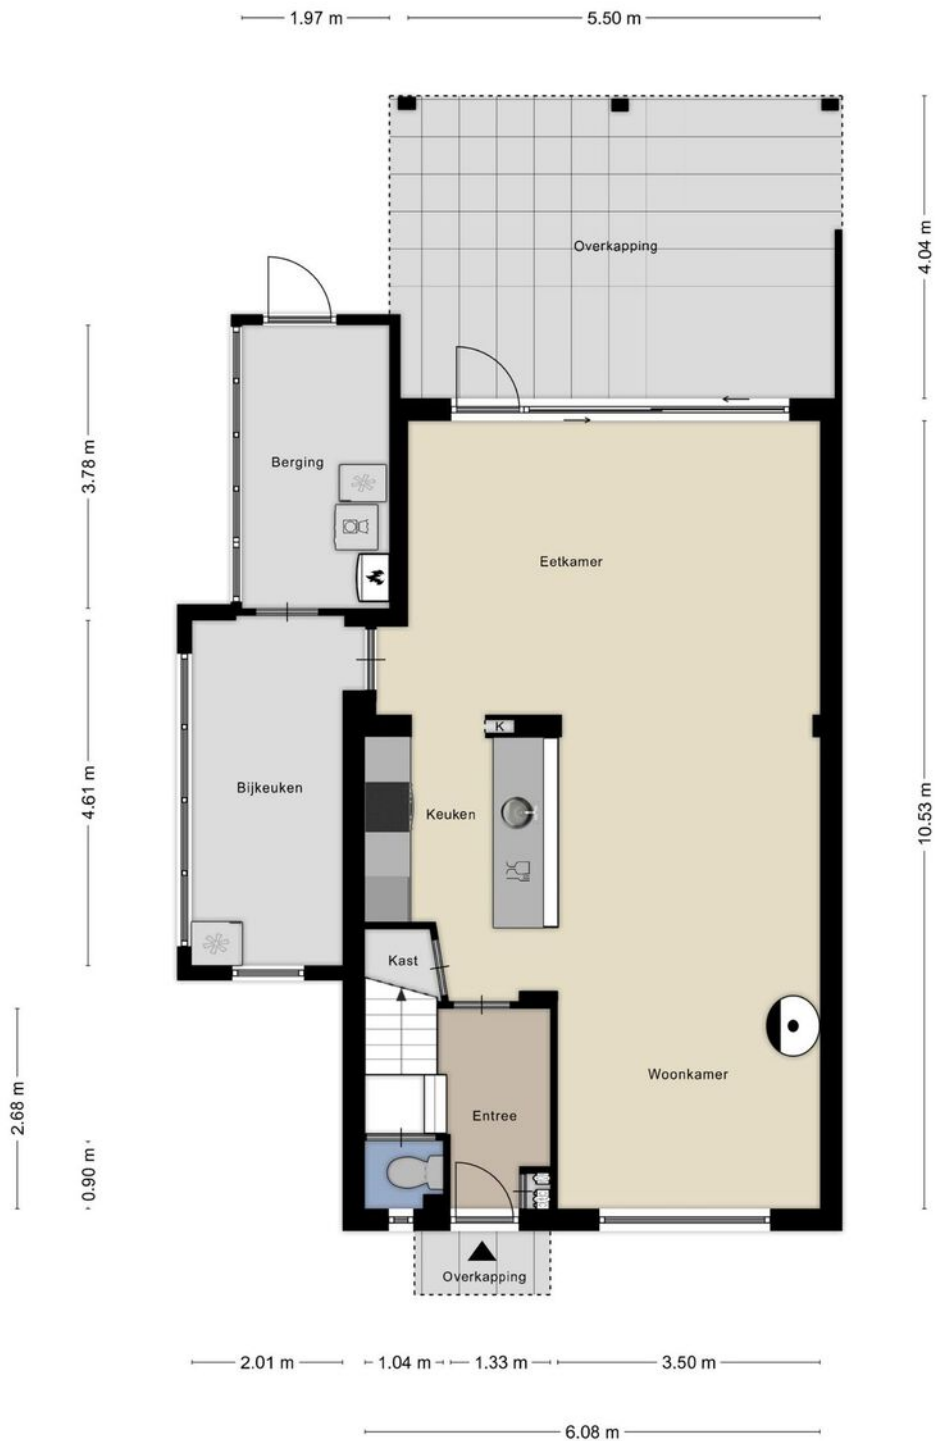 1.97 m
5.50 m
Overkapping
4.04 m
3.78 m
Berging
Eetkamer
K
4.61 m
Bijkeuken
Keuken
10.53 m
Kast
Woonkamer
2.68 m
Entree
0.90 m
Overkapping
2.01 m
1.04 m
1.33 m
3.50 m
6.08 m